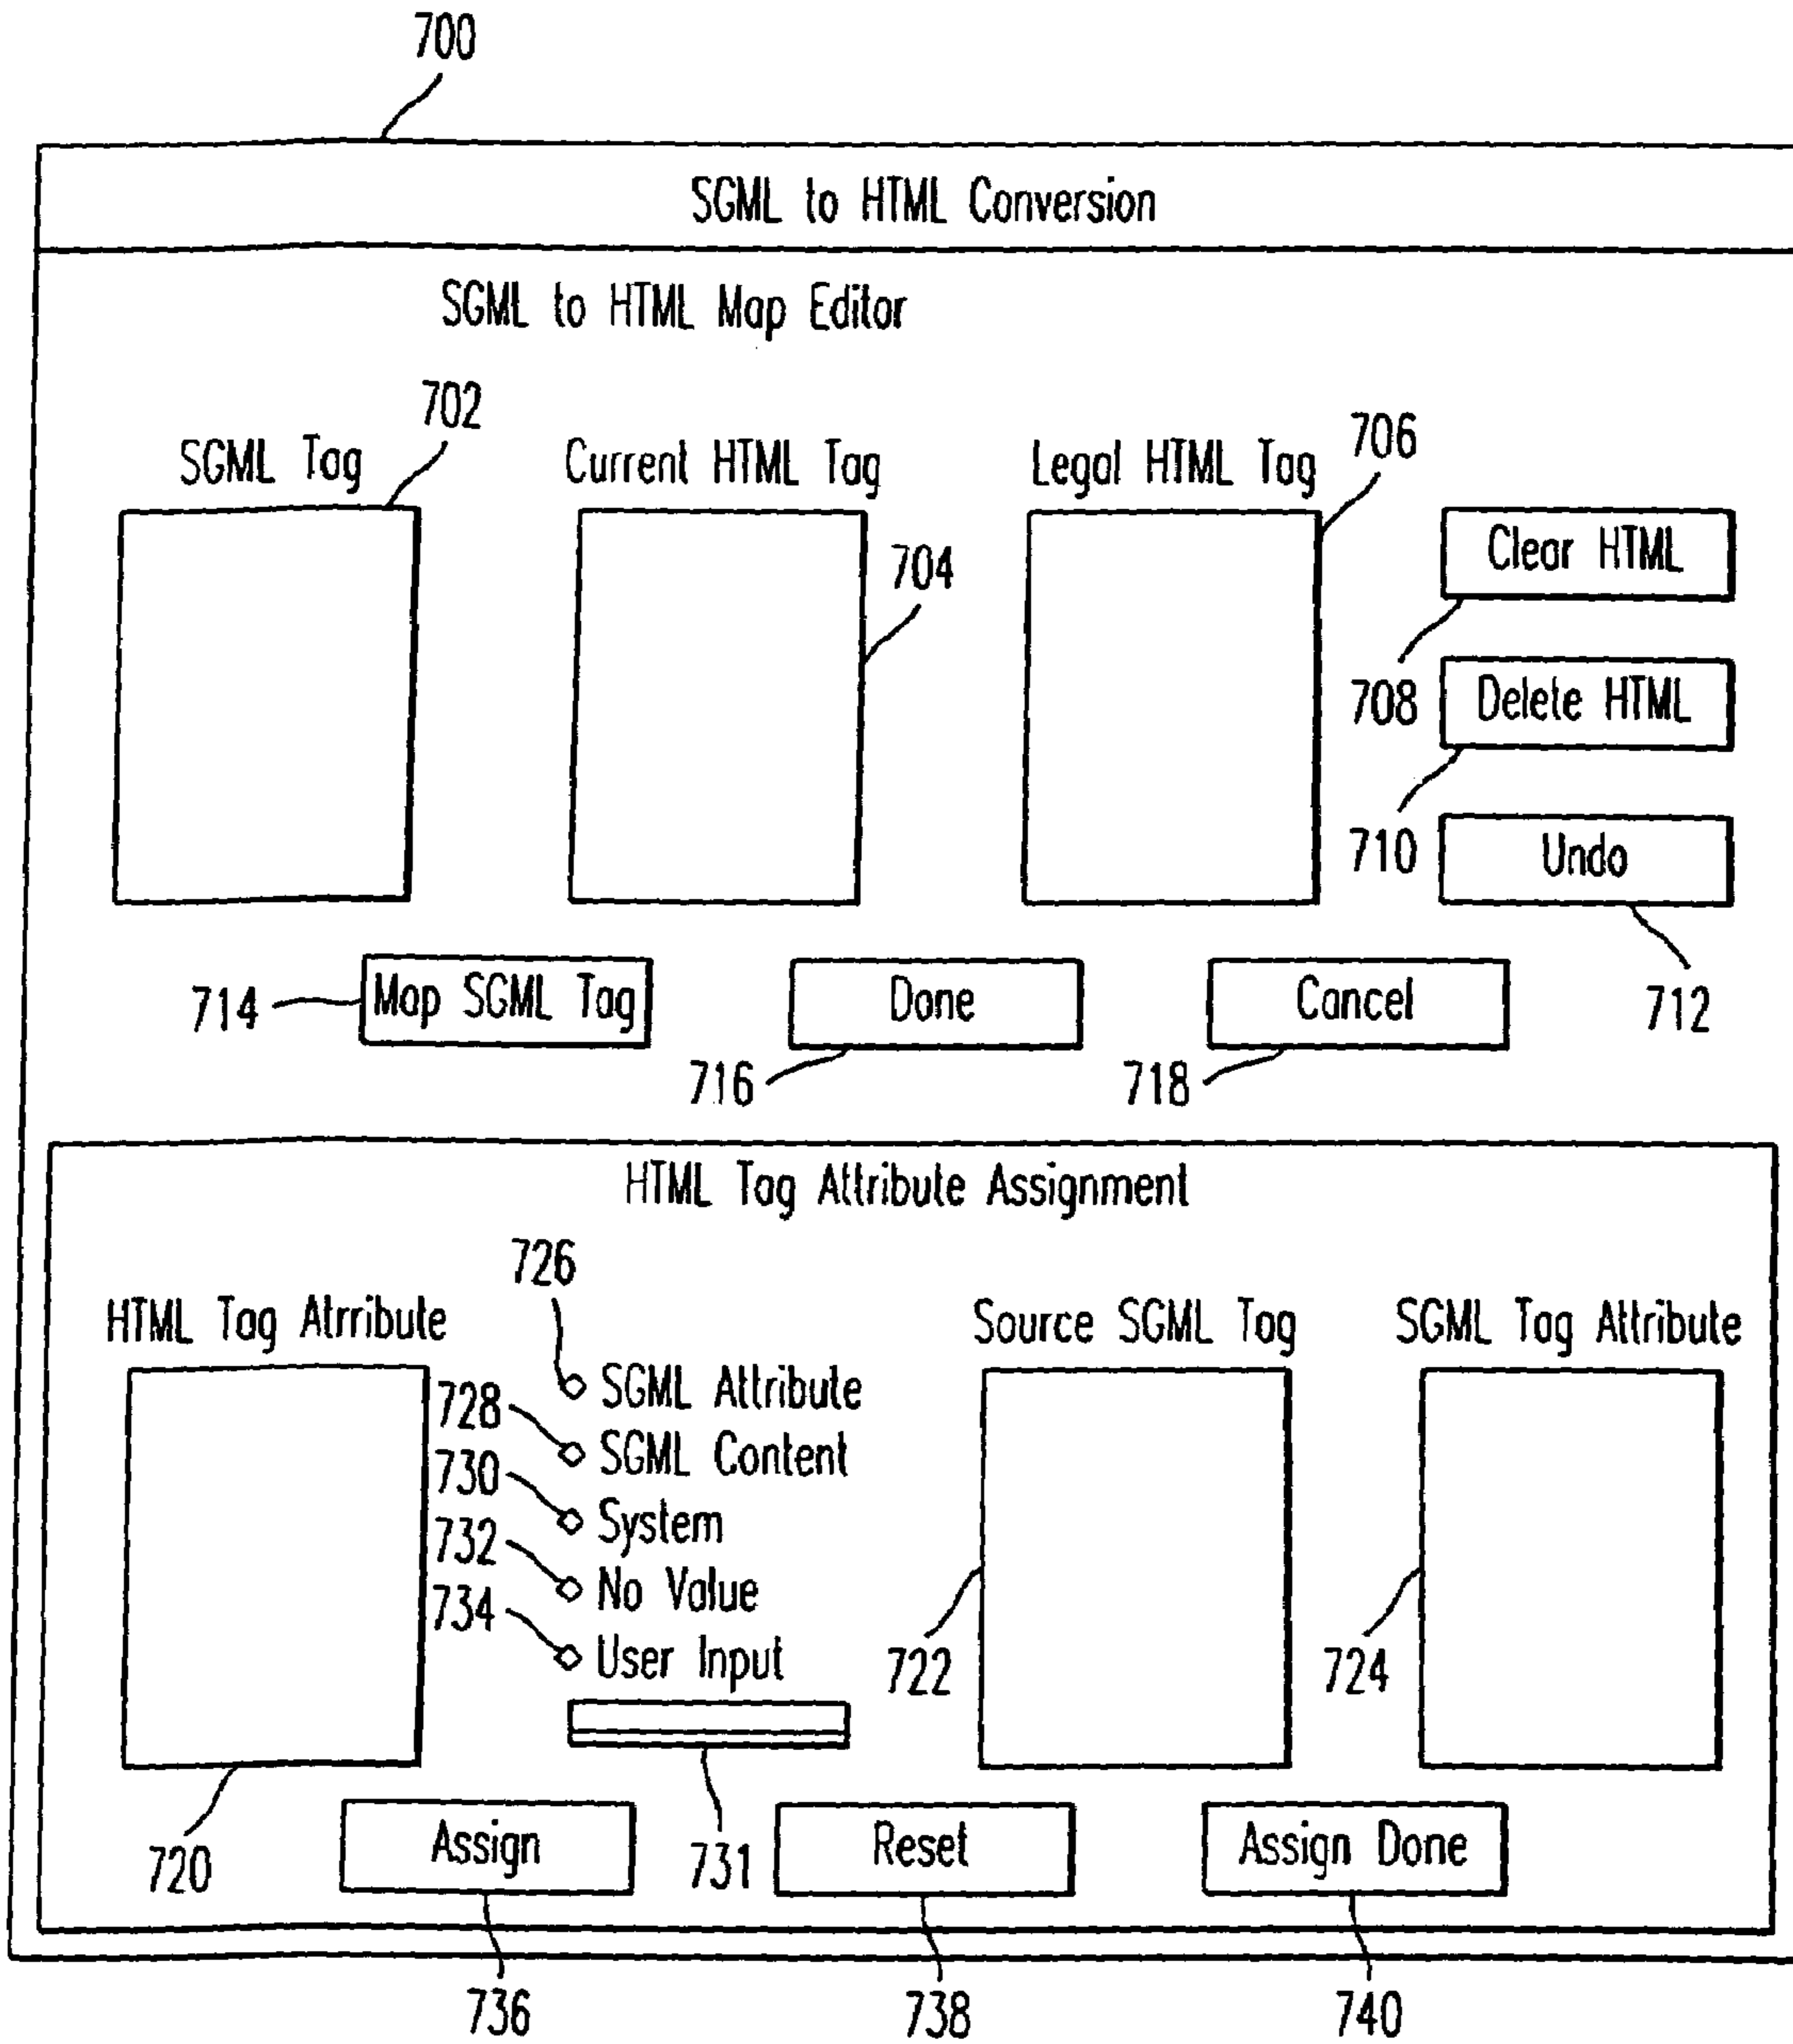 700
SGML to HTML Conversion
SGML to HTML Map Editor
702
SGML Tag
Current HTML Tag
Legal HTML Tag
706
704
Clear HTML
708
Delete HTML
710
Undo
712
714
Map SGML Tag
Done
Cancel
716
718
HTML Tag Attribute Assignment
726
HTML Tag Atrribute
Source SGML Tag
SGML Tag Attribute
SGML Attribute
728
SGML Content
730
System
732
No Value
734
User Input
722
724
720
Assign
731
Reset
Assign Done
736
738
740